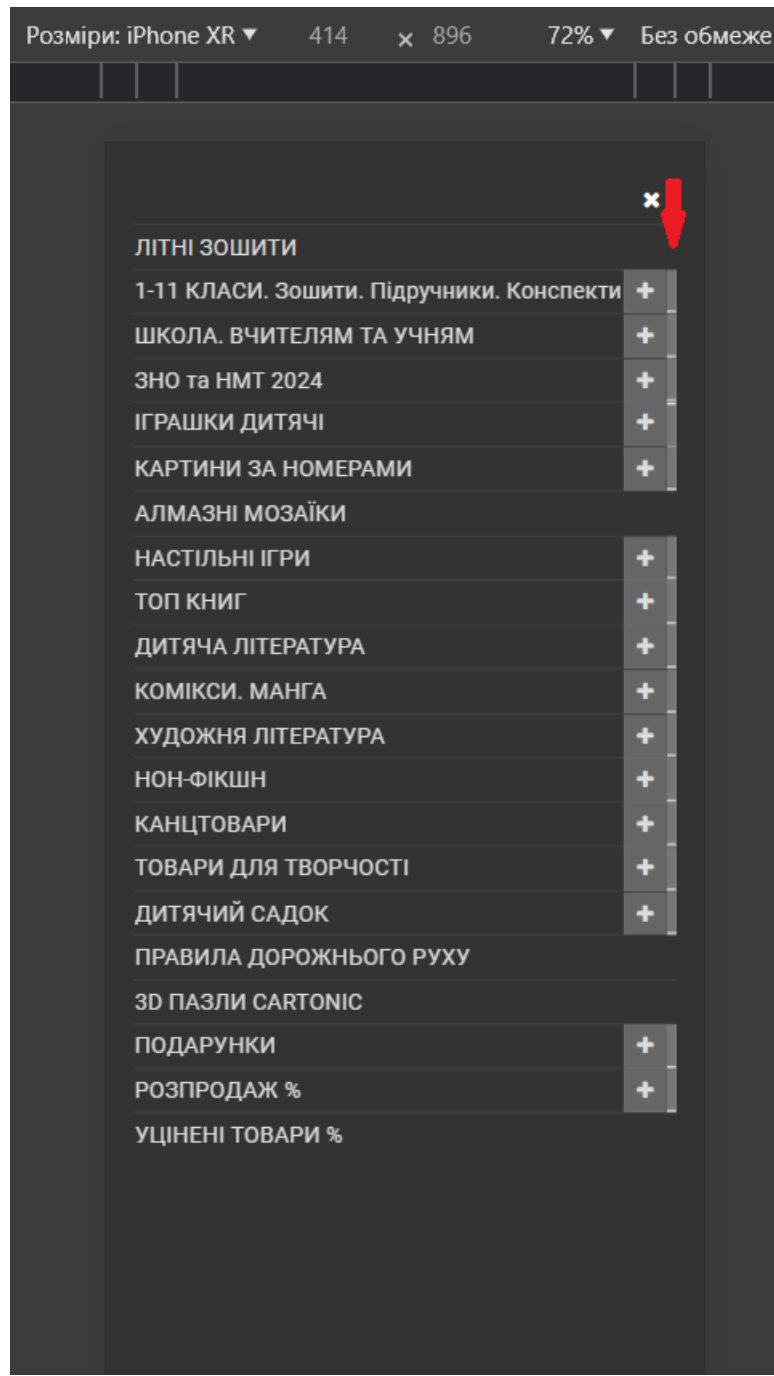 Розміри: iPhone XR ▼ 414 × 896 72% ▼ Без обмеже
✖
ЛІТНІ ЗОШИТИ
1-11 КЛАСИ. Зошити. Підручники. Конспекти +
ШКОЛА. ВЧИТЕЛЯМ ТА УЧНЯМ +
ЗНО та НМТ 2024 +
ІГРАШКИ ДИТЯЧІ +
КАРТИНИ ЗА НОМЕРАМИ +
АЛМАЗНІ МОЗАЇКИ
НАСТІЛЬНІ ІГРИ +
ТОП КНИГ +
ДИТЯЧА ЛІТЕРАТУРА +
КОМІКСИ. МАНГА +
ХУДОЖНЯ ЛІТЕРАТУРА +
НОН-ФІКШН +
КАНЦТОВАРИ +
ТОВАРИ ДЛЯ ТВОРЧОСТІ +
ДИТЯЧИЙ САДОК +
ПРАВИЛА ДОРОЖНЬОГО РУХУ
3D ПАЗЛИ CARTONIC
ПОДАРУНКИ +
РОЗПРОДАЖ % +
УЦІНЕНІ ТОВАРИ %